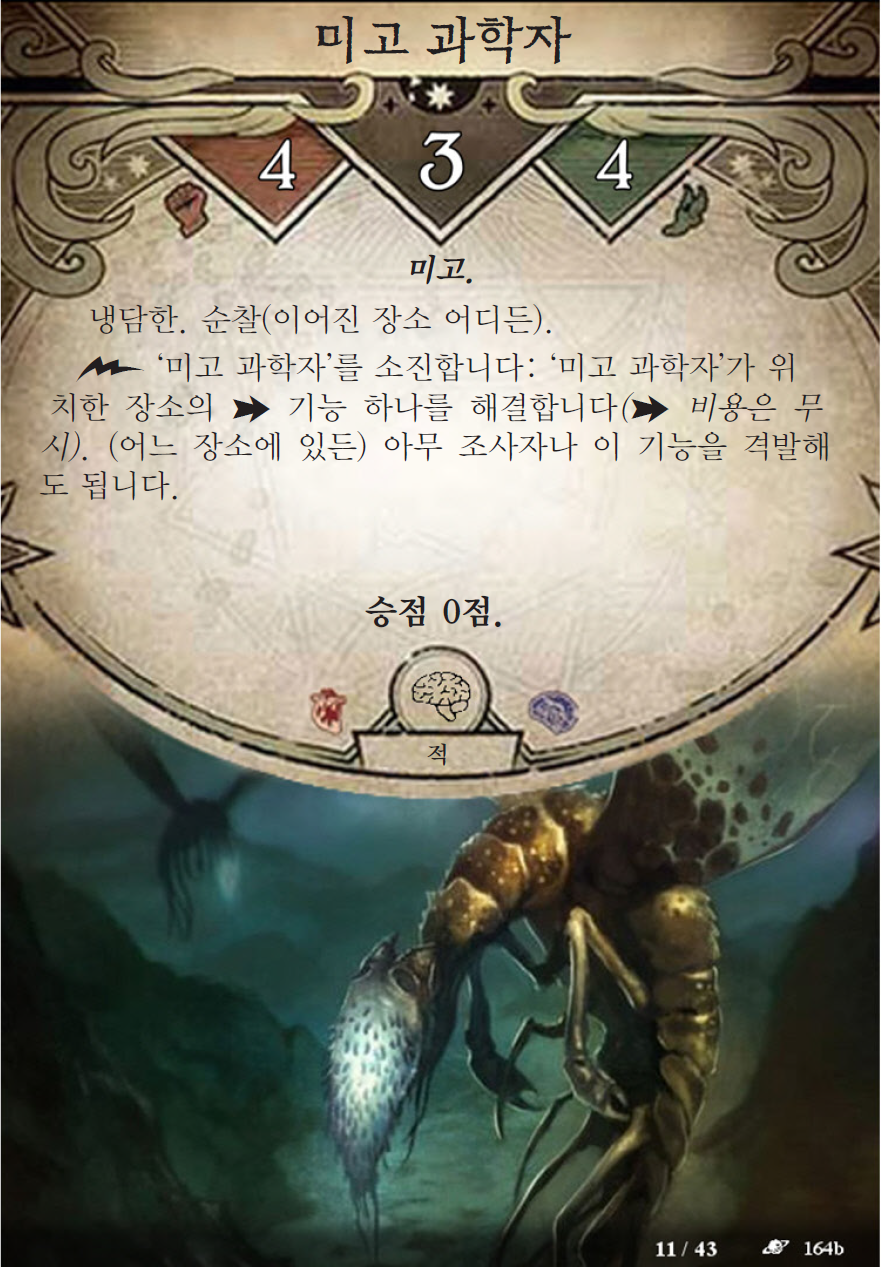 미고 과학자
4 3 4
미고.
냉담한. 순찰(이어진 장소 어디든).
‘미고 과학자’를 소진합니다: ‘미고 과학자’가 위
치한 장소의 기능 하나를 해결합니다( 비용은 무
시). (어느 장소에 있든) 아무 조사자나 이 기능을 격발해
도 됩니다.
승점 0점.
적
11 / 43 164b